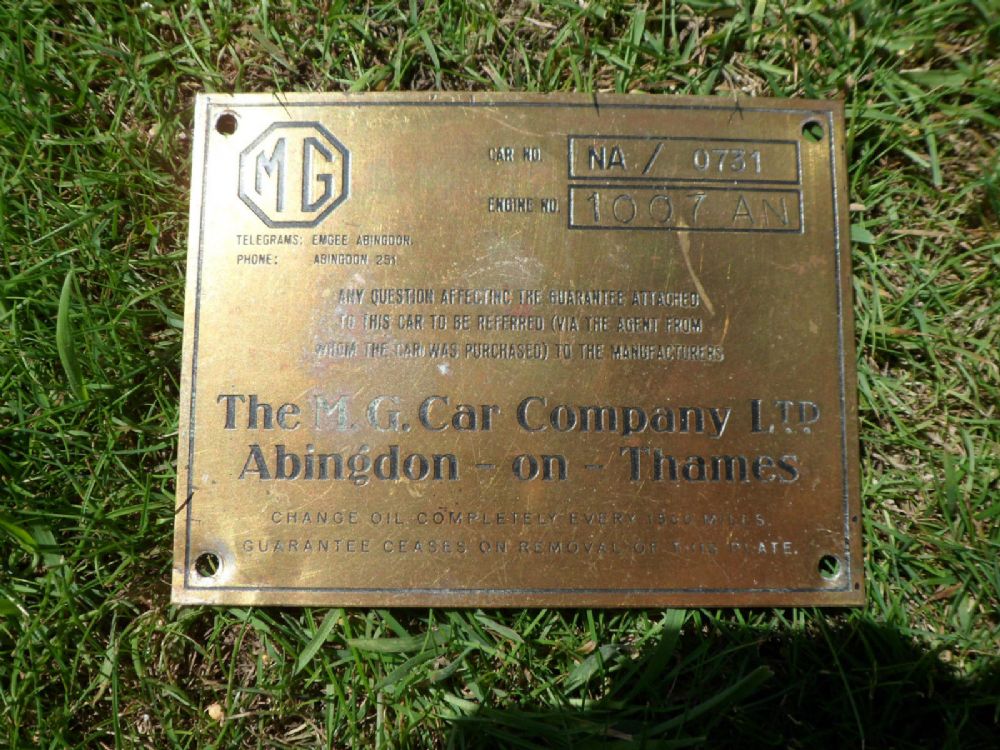 MG
CAR NO. NA / 0731
ENGINE NO. 1007 AN
TELEGRAMS: EMGEE ABINGDON.
PHONE: ABINGDON 251
ANY QUESTION AFFECTING THE GUARANTEE ATTACHED
TO THIS CAR TO BE REFERRED (VIA THE AGENT FROM
WHOM THE CAR WAS PURCHASED) TO THE MANUFACTURERS
The M.G. Car Company LTD.
Abingdon - on - Thames
CHANGE OIL COMPLETELY EVERY 1500 MILES.
GUARANTEE CEASES ON REMOVAL OF THIS PLATE.